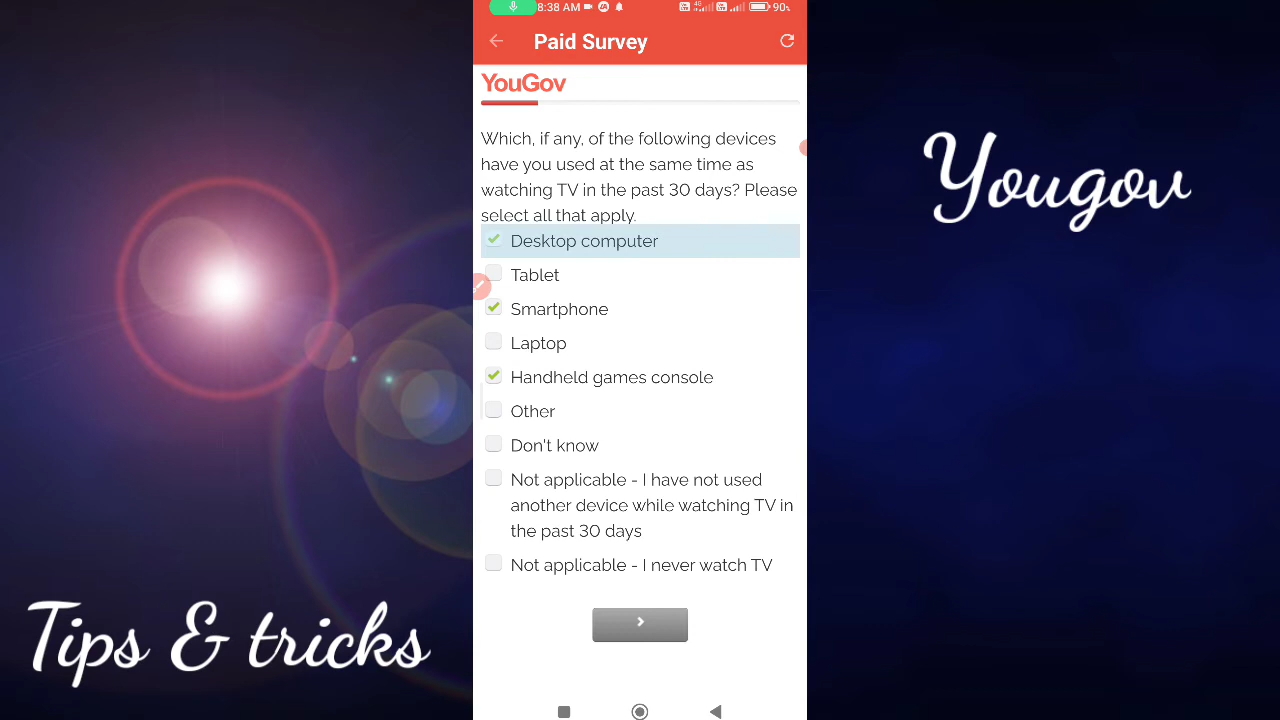 8:38 AM
90%
Paid Survey
YouGov
Which, if any, of the following devices
have you used at the same time as
watching TV in the past 30 days? Please
select all that apply.
Desktop computer
Tablet
Smartphone
Laptop
Handheld games console
Other
Don't know
Not applicable - I have not used
another device while watching TV in
the past 30 days
Not applicable - I never watch TV
Yougov
Tips & tricks